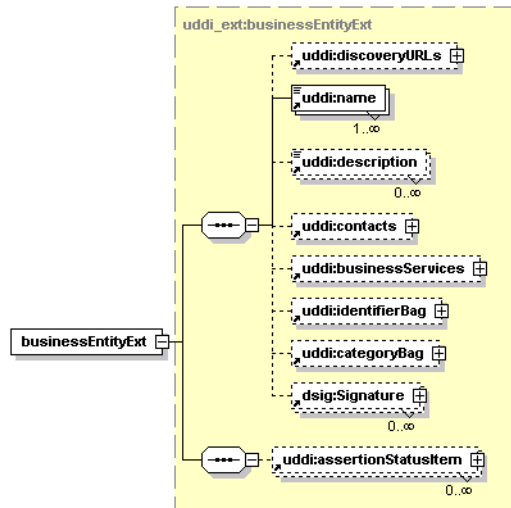 uddi_ext:businessEntityExt
uddi:discoveryURLs
uddi:name
1..∞
uddi:description
0..∞
uddi:contacts
uddi:businessServices
uddi:identifierBag
businessEntityExt
uddi:categoryBag
dsig:Signature
0..∞
uddi:assertionStatusItem
0..∞